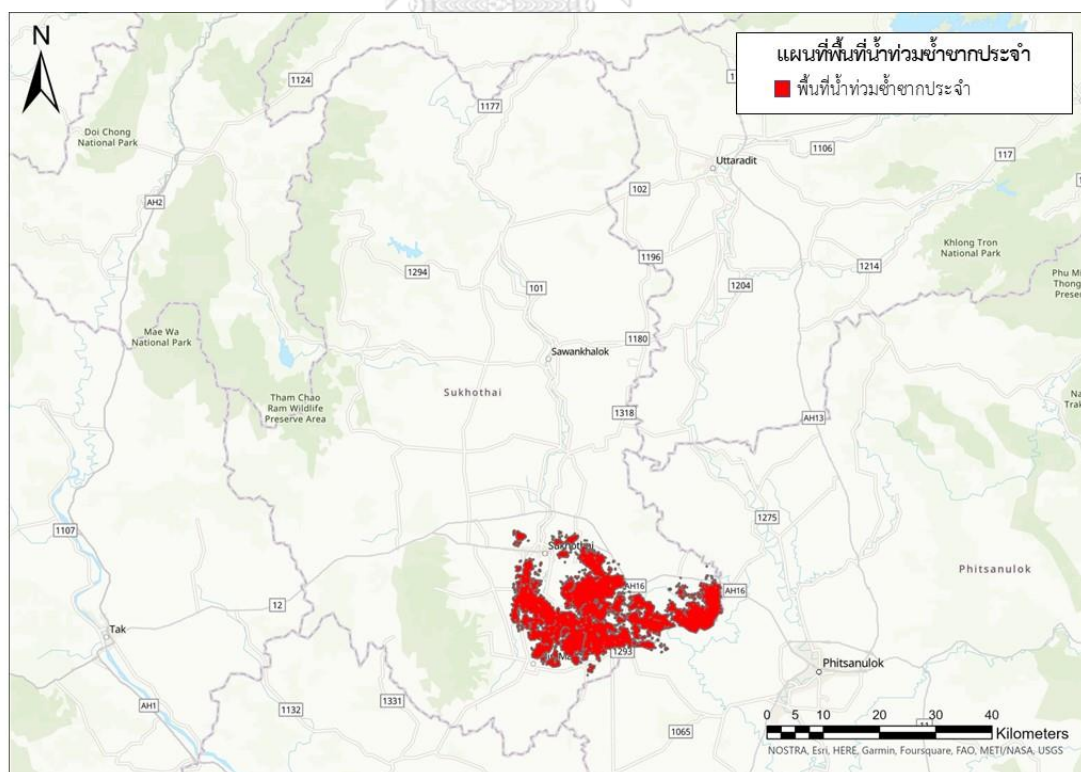 N
แผนที่พื้นที่น้ำท่วมซ้ำซากประจำ
พื้นที่น้ำท่วมซ้ำซากประจำ
1124
1177
Doi Chong
National Park
1106
117
Uttaradit
102
AH2
Khlong Tron
National Park
1196
1294
1214
101
1204
Mae Wa
National Park
1180
Sawankhalok
Sukhothai
Tham Chao
Ram Wildlife
Preserve Area
1318
AH13
1107
1275
Sukhothai
Phitsanulok
AH16
AH16
12
Tak
1293
Phitsanulok
AH1
1132
1331
1065
11
0 5 10 20 30 40
Kilometers
NOSTRA, Esri, HERE, Garmin, Foursquare, FAO, METI/NASA, USGS